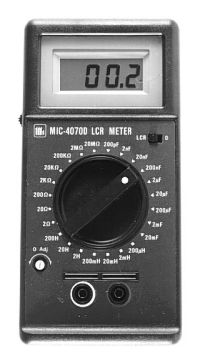 00.2
MIC-4070D LCR METER
LCR D
2MΩ 20MΩ 200pF 2nF
200KΩ 20nF
20KΩ 200nF
2KΩ 2µF
200Ω 20µF
20Ω 200µF
2Ω 2mF
200H 20mF
20H 200µH
2H 200mH 20mH 2mH
0 Adj